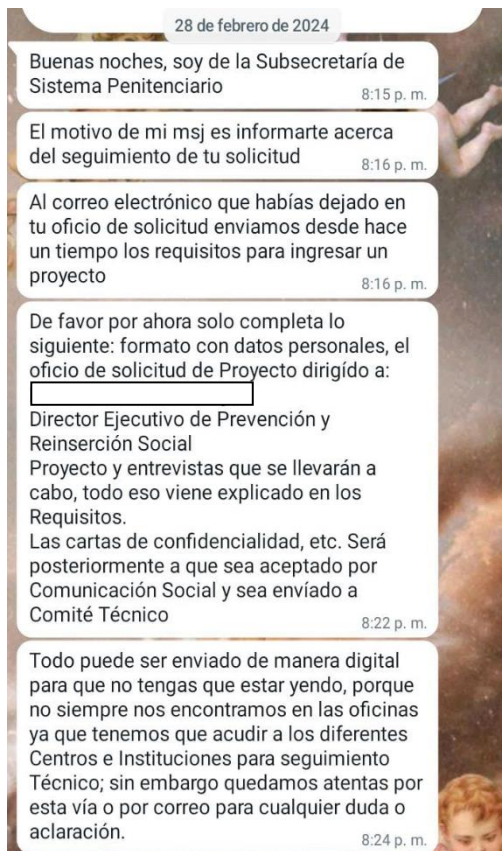 28 de febrero de 2024
Buenas noches, soy de la Subsecretaría de
Sistema Penitenciario
8:15 p. m.
El motivo de mi msj es informarte acerca
del seguimiento de tu solicitud
8:16 p. m.
Al correo electrónico que habías dejado en
tu oficio de solicitud enviamos desde hace
un tiempo los requisitos para ingresar un
proyecto
8:16 p. m.
De favor por ahora solo completa lo
siguiente: formato con datos personales, el
oficio de solicitud de Proyecto dirigído a:
Director Ejecutivo de Prevención y
Reinserción Social
Proyecto y entrevistas que se llevarán a
cabo, todo eso viene explicado en los
Requisitos.
Las cartas de confidencialidad, etc. Será
posteriormente a que sea aceptado por
Comunicación Social y sea envíado a
Comité Técnico
8:22 p. m.
Todo puede ser enviado de manera digital
para que no tengas que estar yendo, porque
no siempre nos encontramos en las oficinas
ya que tenemos que acudir a los diferentes
Centros e Instituciones para seguimiento
Técnico; sin embargo quedamos atentas por
esta vía o por correo para cualquier duda o
aclaración.
8:24 p. m.